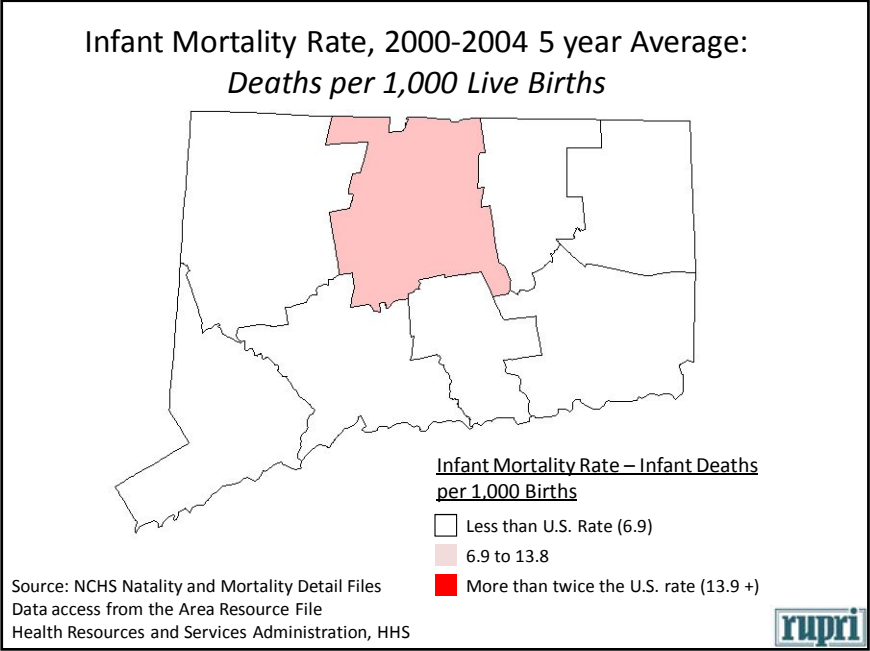 Infant Mortality Rate, 2000-2004 5 year Average:
Deaths per 1,000 Live Births
Infant Mortality Rate – Infant Deaths
per 1,000 Births
Less than U.S. Rate (6.9)
6.9 to 13.8
More than twice the U.S. rate (13.9 +)
Source: NCHS Natality and Mortality Detail Files
Data access from the Area Resource File
Health Resources and Services Administration, HHS
rupri